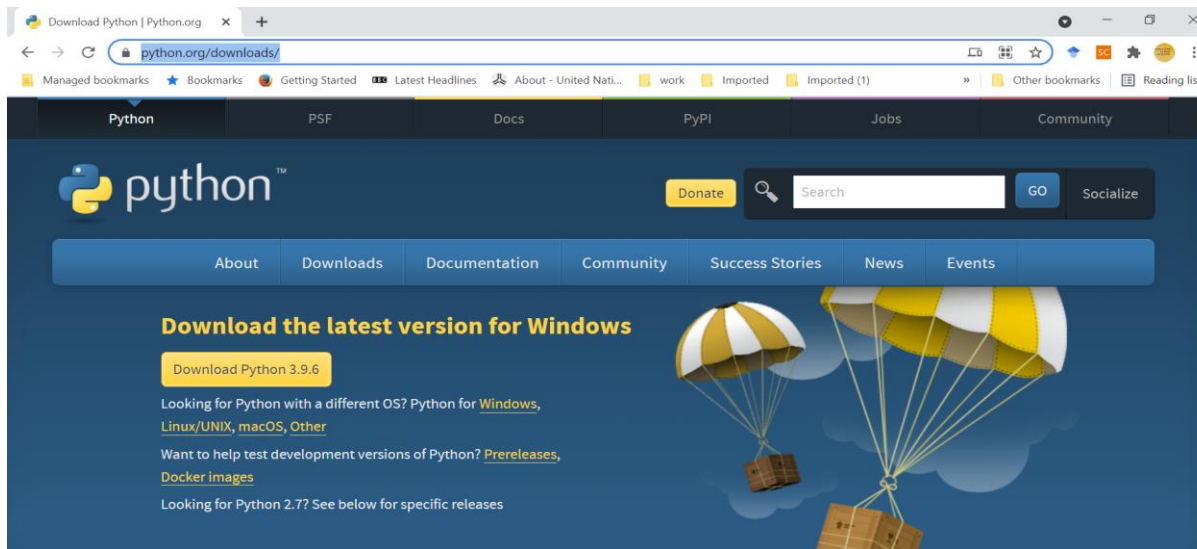 Download Python | Python.org
python.org/downloads/
Managed bookmarks Bookmarks Getting Started BBC Latest Headlines About - United Nati... work Imported Imported (1) » Other bookmarks Reading lis
Python PSF Docs PyPI Jobs Community
python™
Donate Search GO Socialize
About Downloads Documentation Community Success Stories News Events
Download the latest version for Windows
Download Python 3.9.6
Looking for Python with a different OS? Python for Windows,
Linux/UNIX, macOS, Other
Want to help test development versions of Python? Prereleases,
Docker images
Looking for Python 2.7? See below for specific releases